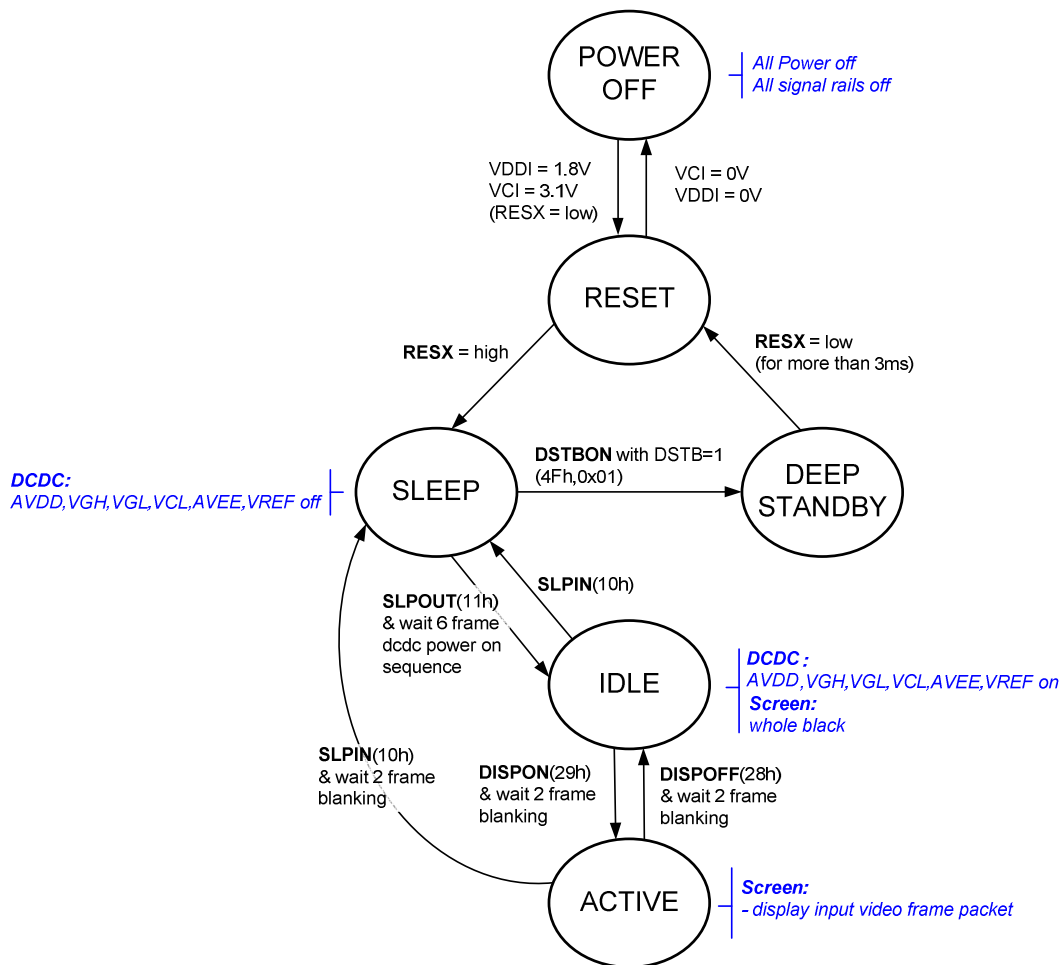 POWER
OFF
All Power off
All signal rails off
VDDI = 1.8V
VCI = 3.1V
(RESX = low)
VCI = 0V
VDDI = 0V
RESET
RESX = high
RESX = low
(for more than 3ms)
DCDC:
AVDD,VGH,VGL,VCL,AVEE,VREF off
SLEEP
DSTBON with DSTB=1
(4Fh,0x01)
DEEP
STANDBY
SLPOUT(11h)
& wait 6 frame
dcdc power on
sequence
SLPIN(10h)
IDLE
DCDC :
AVDD,VGH,VGL,VCL,AVEE,VREF on
Screen:
whole black
SLPIN(10h)
& wait 2 frame
blanking
DISPON(29h)
& wait 2 frame
blanking
DISPOFF(28h)
& wait 2 frame
blanking
ACTIVE
Screen:
- display input video frame packet